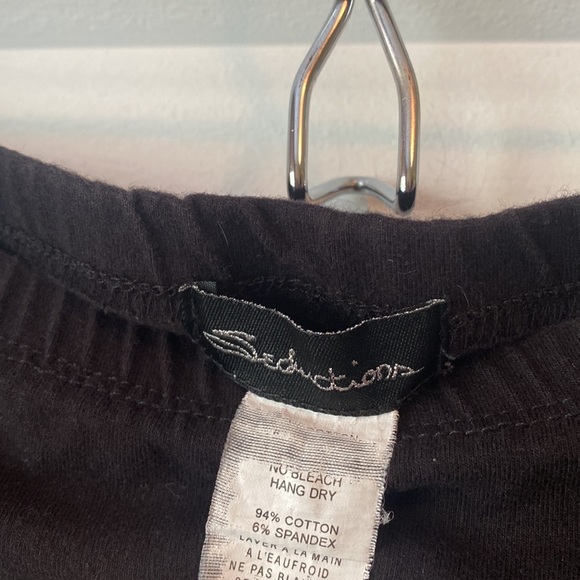 Seductions
NO BLEACH
HANG DRY
94% COTTON
6% SPANDEX
LAVER A LA MAIN
A L'EAUFROID
NE PAS